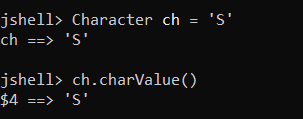 jshell> Character ch = 'S'
ch ==> 'S'
jshell> ch.charValue()
$4 ==> 'S'